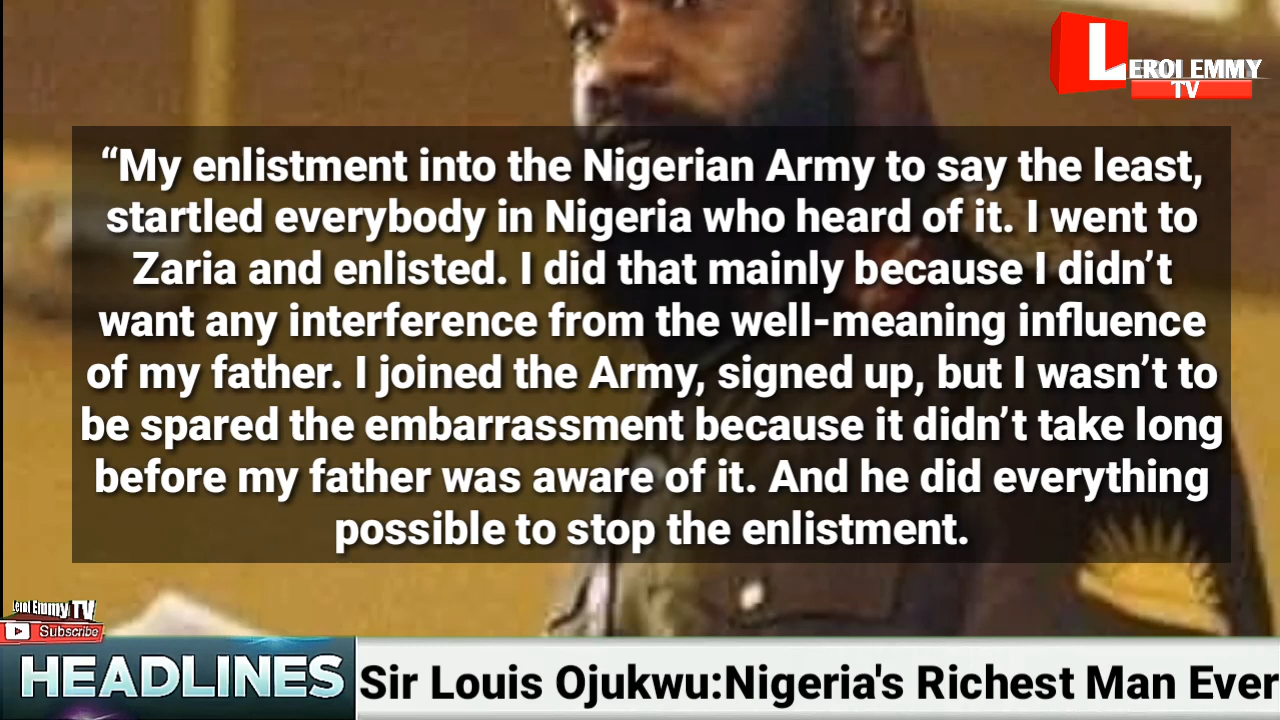 LEROI EMMY
TV
“My enlistment into the Nigerian Army to say the least,
startled everybody in Nigeria who heard of it. I went to
Zaria and enlisted. I did that mainly because I didn’t
want any interference from the well-meaning influence
of my father. I joined the Army, signed up, but I wasn’t to
be spared the embarrassment because it didn’t take long
before my father was aware of it. And he did everything
possible to stop the enlistment.
Leroi Emmy TV
Subscribe
HEADLINES
Sir Louis Ojukwu:Nigeria's Richest Man Ever